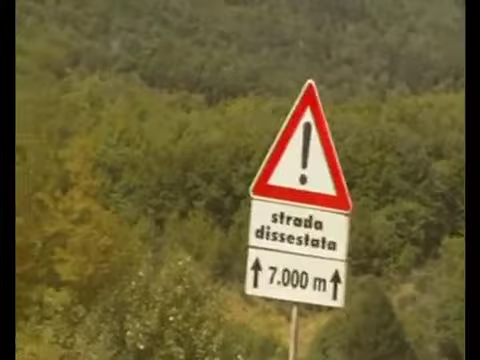 strada
dissestata
↑ 7.000 m ↑